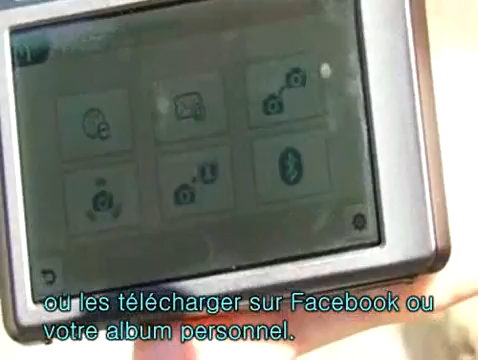 ou les télécharger sur Facebook ou
votre album personnel.